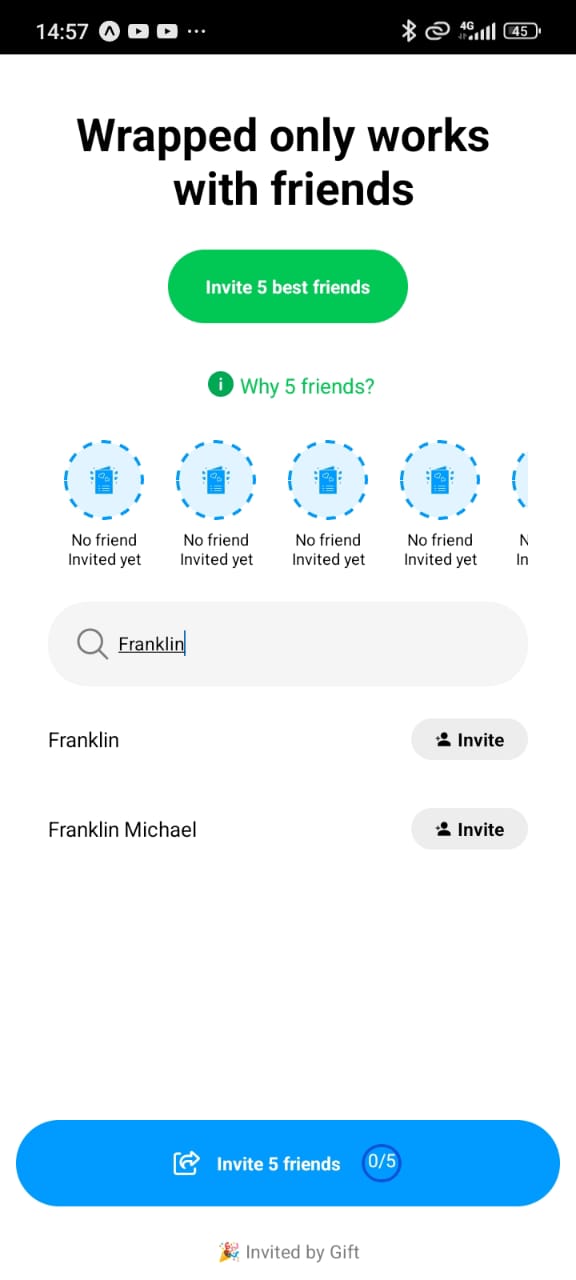 14:57
4G
45
Wrapped only works
with friends
Invite 5 best friends
i Why 5 friends?
No friend
Invited yet
No friend
Invited yet
No friend
Invited yet
No friend
Invited yet
N
In
Franklin
Franklin
Invite
Franklin Michael
Invite
Invite 5 friends 0/5
🎉 Invited by Gift